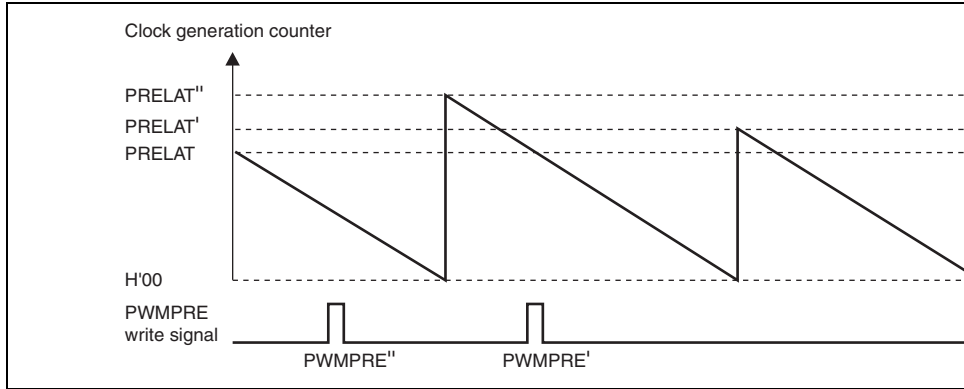 Clock generation counter
PRELAT"
PRELAT'
PRELAT
H'00
PWMPRE
write signal
PWMPRE"
PWMPRE'